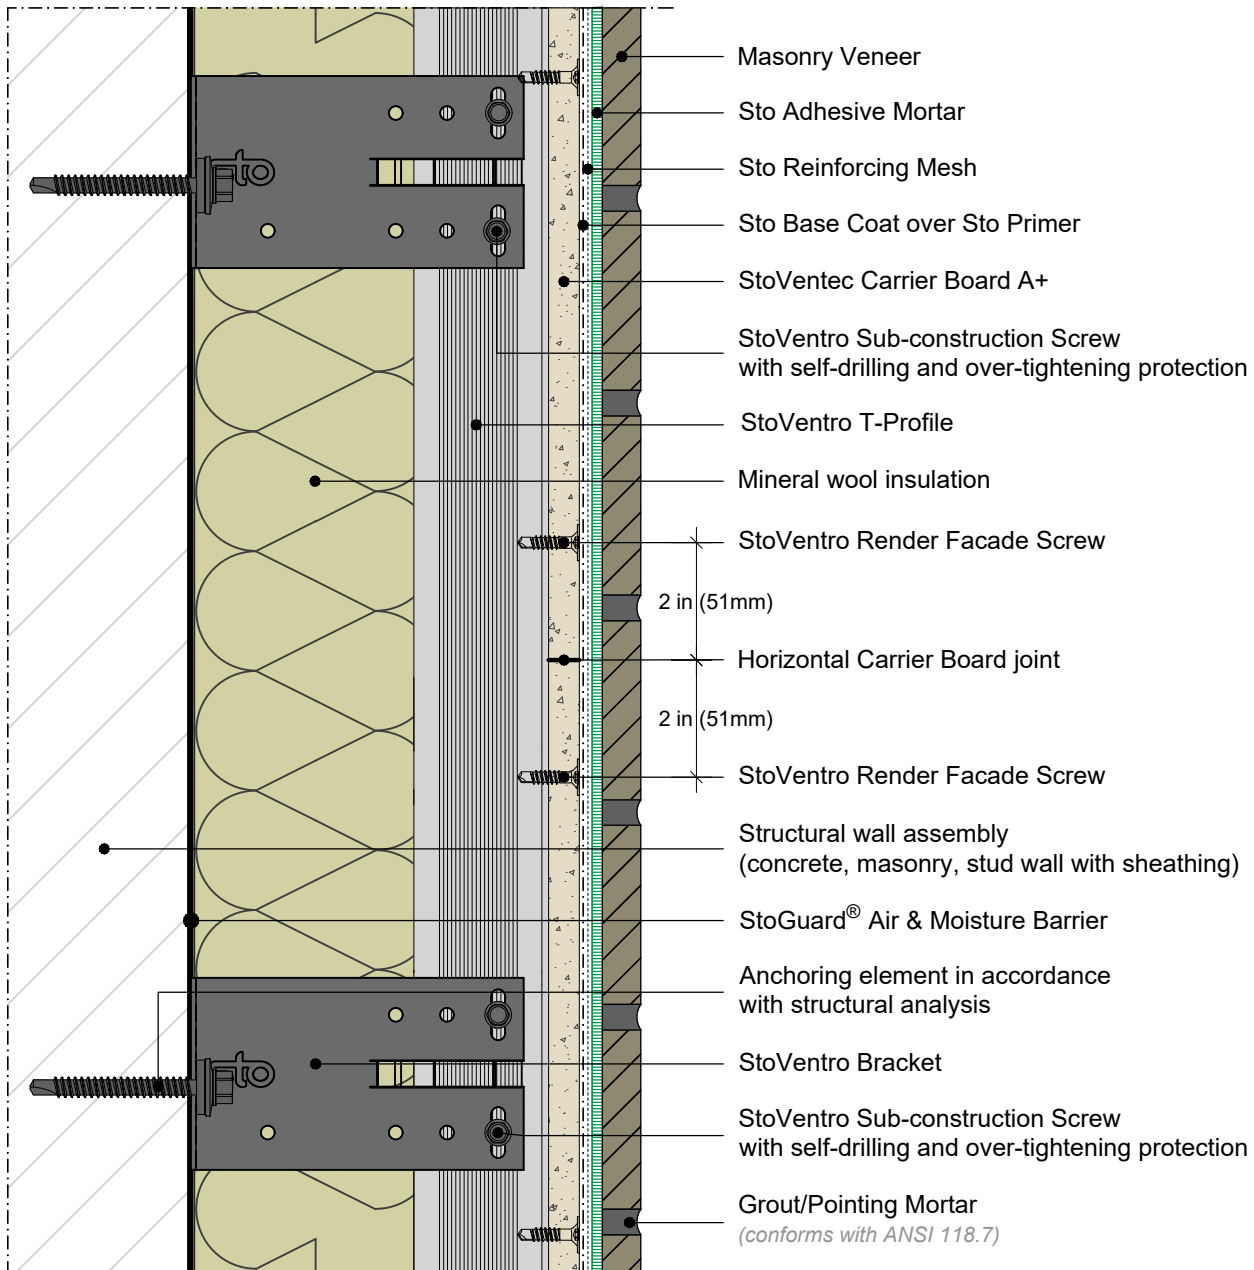 Masonry Veneer
Sto Adhesive Mortar
Sto Reinforcing Mesh
Sto Base Coat over Sto Primer
StoVentec Carrier Board A+
StoVentro Sub-construction Screw
with self-drilling and over-tightening protection
StoVentro T-Profile
Mineral wool insulation
StoVentro Render Facade Screw
2 in (51mm)
Horizontal Carrier Board joint
2 in (51mm)
StoVentro Render Facade Screw
Structural wall assembly
(concrete, masonry, stud wall with sheathing)
StoGuard® Air & Moisture Barrier
Anchoring element in accordance
with structural analysis
StoVentro Bracket
StoVentro Sub-construction Screw
with self-drilling and over-tightening protection
Grout/Pointing Mortar
(conforms with ANSI 118.7)